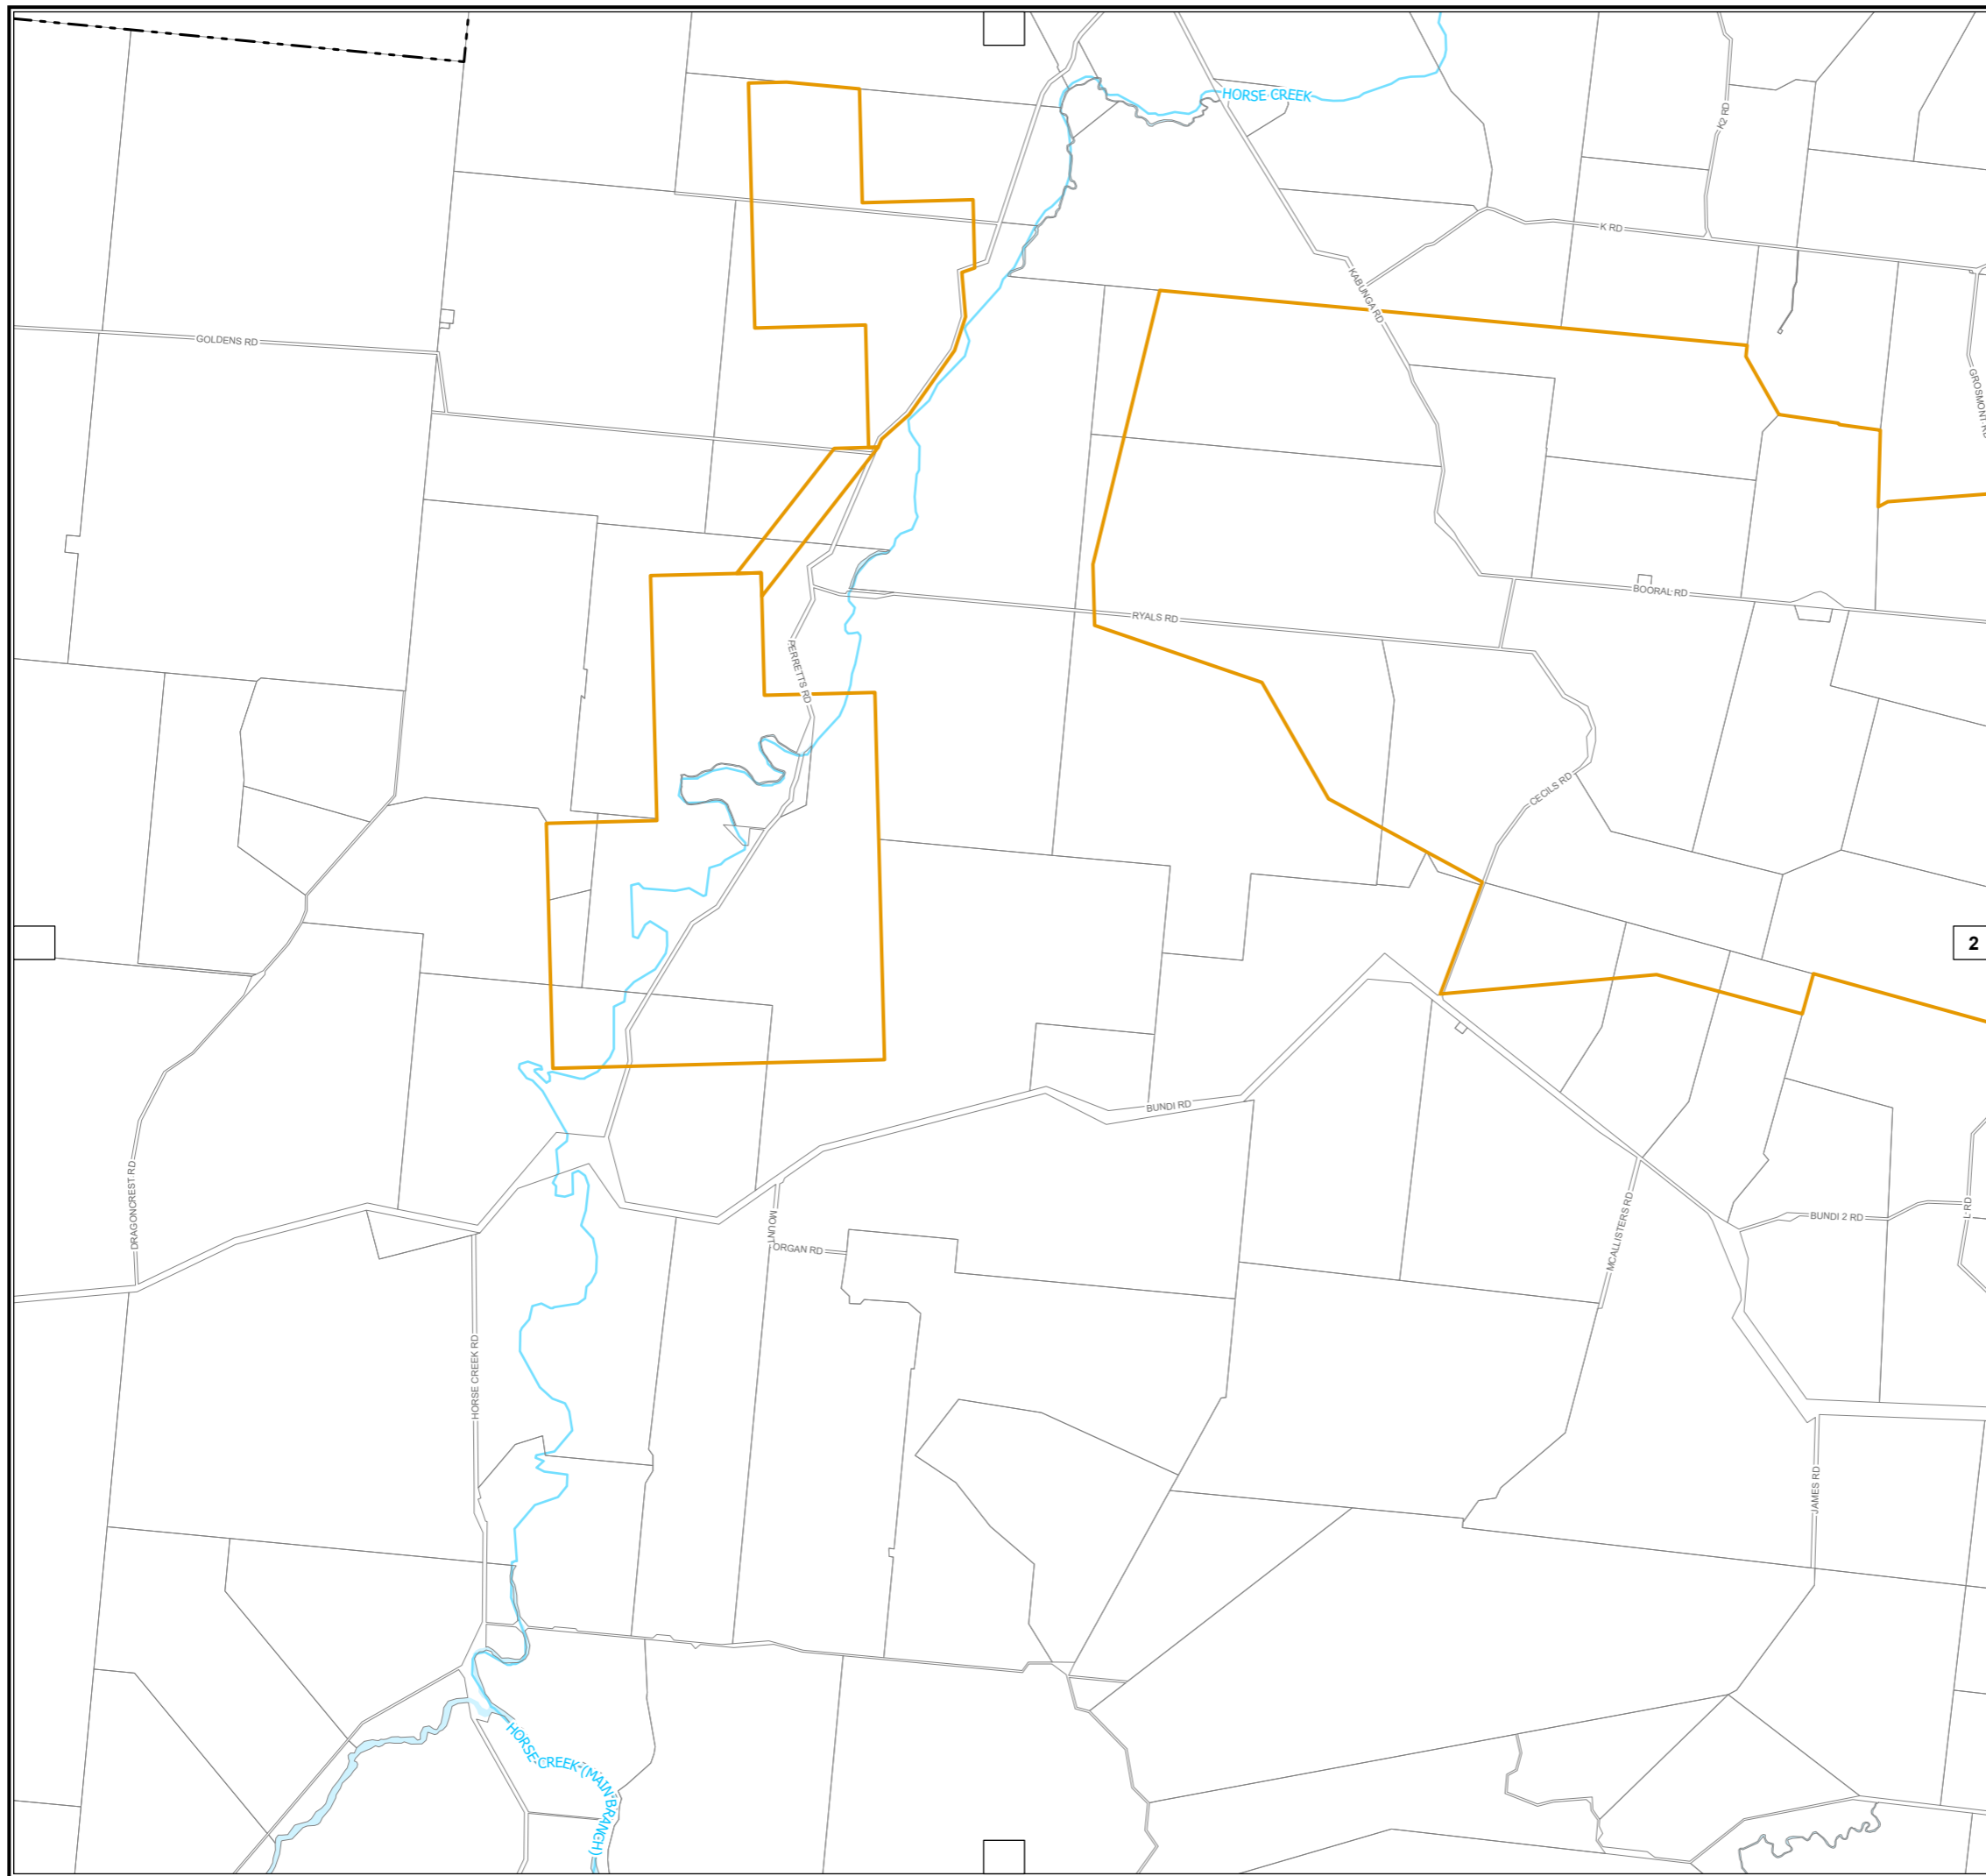 HORSE CREEK
K2 RD
K RD
KABUNGA RD
GOLDENS RD
GROSMONT RD
BOORAL RD
RYALS RD
PERRETTS RD
CECILS RD
2
BUNDI RD
DRAGONCREST RD
MCALLISTERS RD
L RD
BUNDI 2 RD
MOUNT
ORGAN RD
HORSE CREEK RD
JAMES RD
HORSE CREEK (MAIN BRANCH)